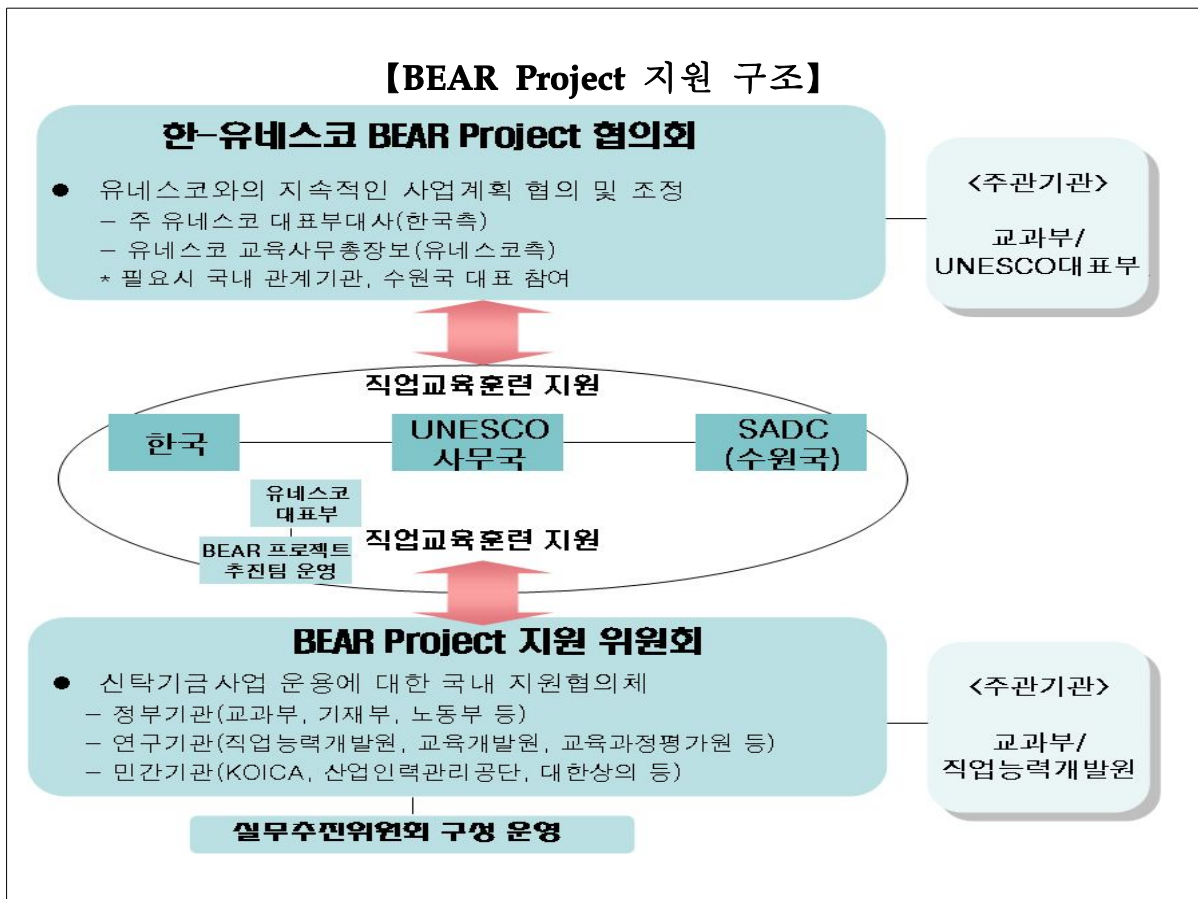 【BEAR Project 지원 구조】
한-유네스코 BEAR Project 협의회
● 유네스코와의 지속적인 사업계획 협의 및 조정
– 주 유네스코 대표부대사(한국측)
– 유네스코 교육사무총장보(유네스코측)
* 필요시 국내 관계기관, 수원국 대표 참여
<주관기관>
교과부/
UNESCO대표부
직업교육훈련 지원
한국
UNESCO
사무국
SADC
(수원국)
유네스코
대표부
BEAR 프로젝트
추진팀 운영
직업교육훈련 지원
BEAR Project 지원 위원회
● 신탁기금사업 운용에 대한 국내 지원협의체
– 정부기관(교과부, 기재부, 노동부 등)
– 연구기관(직업능력개발원, 교육개발원, 교육과정평가원 등)
– 민간기관(KOICA, 산업인력관리공단, 대한상의 등)
<주관기관>
교과부/
직업능력개발원
실무추진위원회 구성 운영